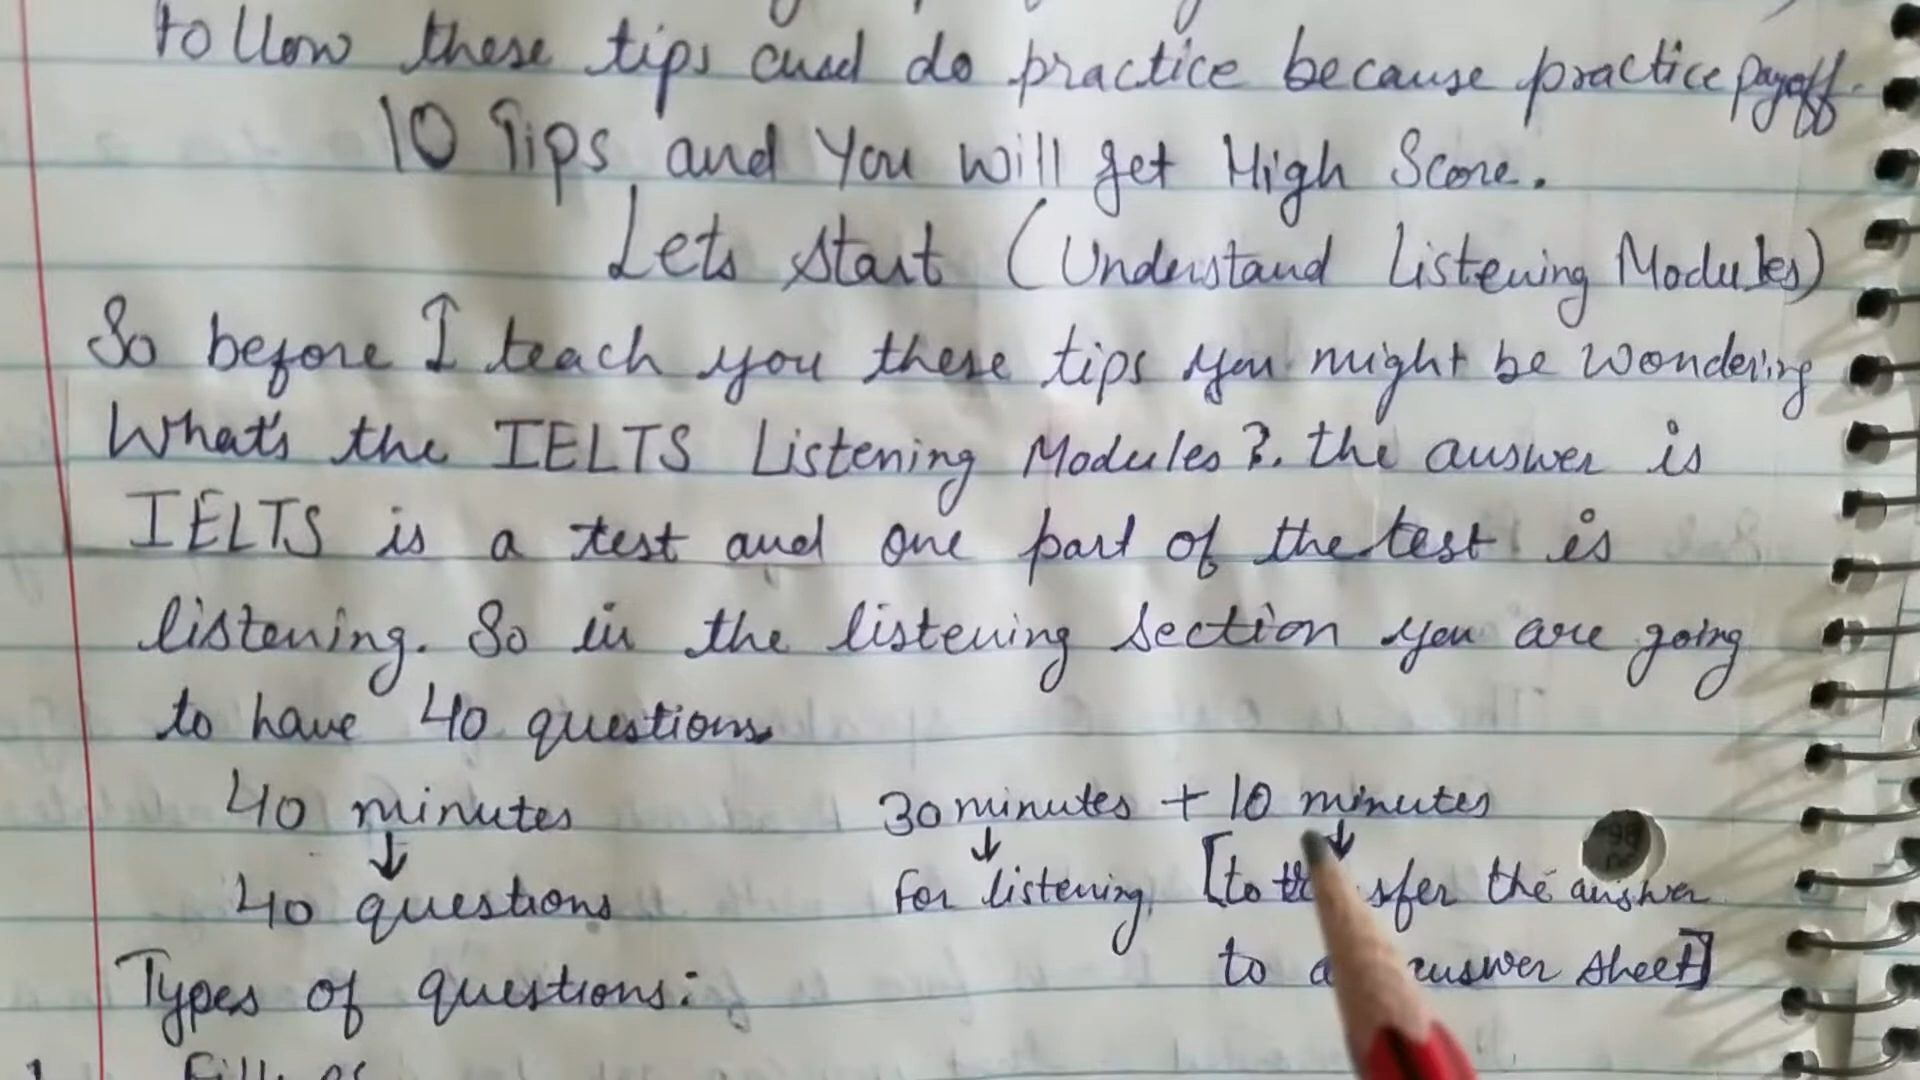 follow these tips and do practice because practice payoff.
10 Tips and You will get High Score.
Lets start (Understand Listening Modules)
So before I teach you these tips you might be wondering
What's the IELTS Listening Modules?. the answer is
IELTS is a test and one part of the test is
listening. So in the listening section you are going
to have 40 questions
40 minutes 30 minutes + 10 minutes
↓ ↓ ↓
40 questions for listening [to the answer
to answer sheet]
Types of questions:
1